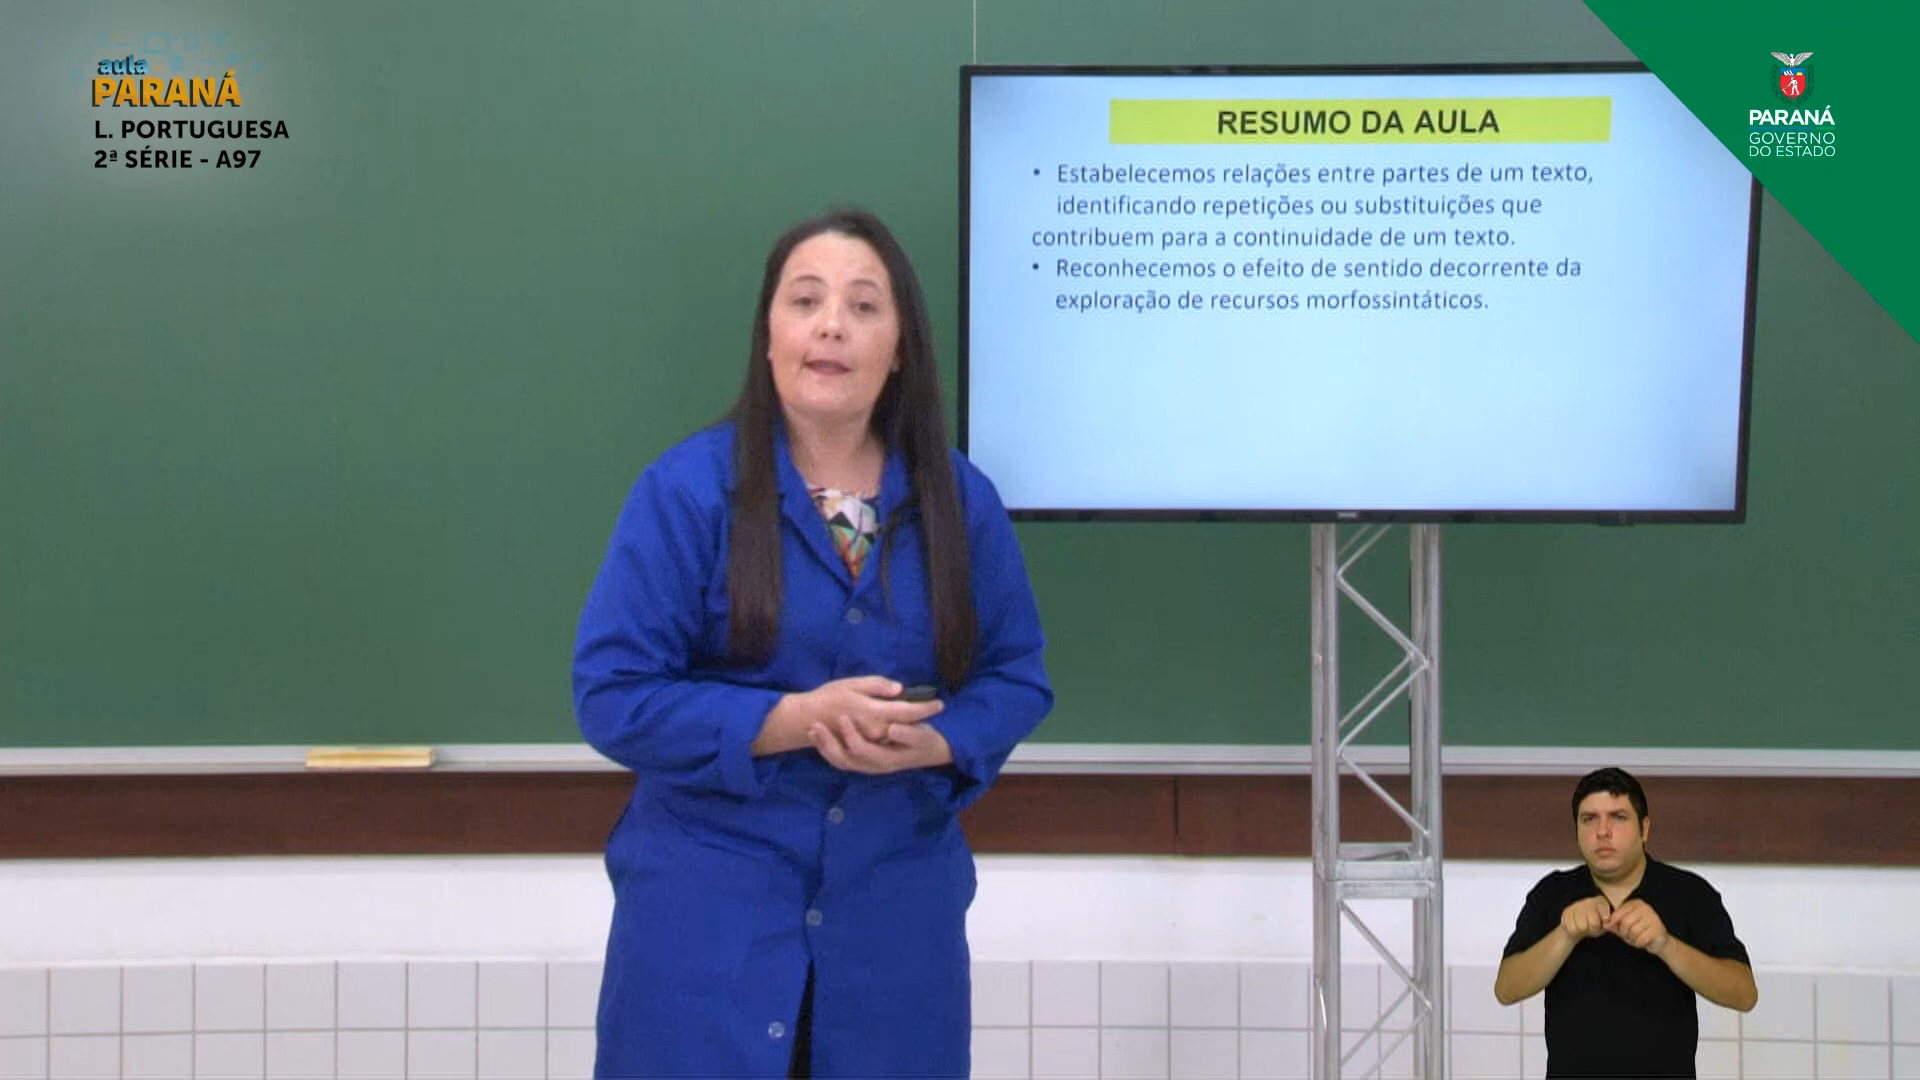 aula
PARANÁ
L. PORTUGUESA
2ª SÉRIE - A97
RESUMO DA AULA
• Estabelecemos relações entre partes de um texto,
identificando repetições ou substituições que
contribuem para a continuidade de um texto.
• Reconhecemos o efeito de sentido decorrente da
exploração de recursos morfossintáticos.
PARANÁ
GOVERNO
DO ESTADO